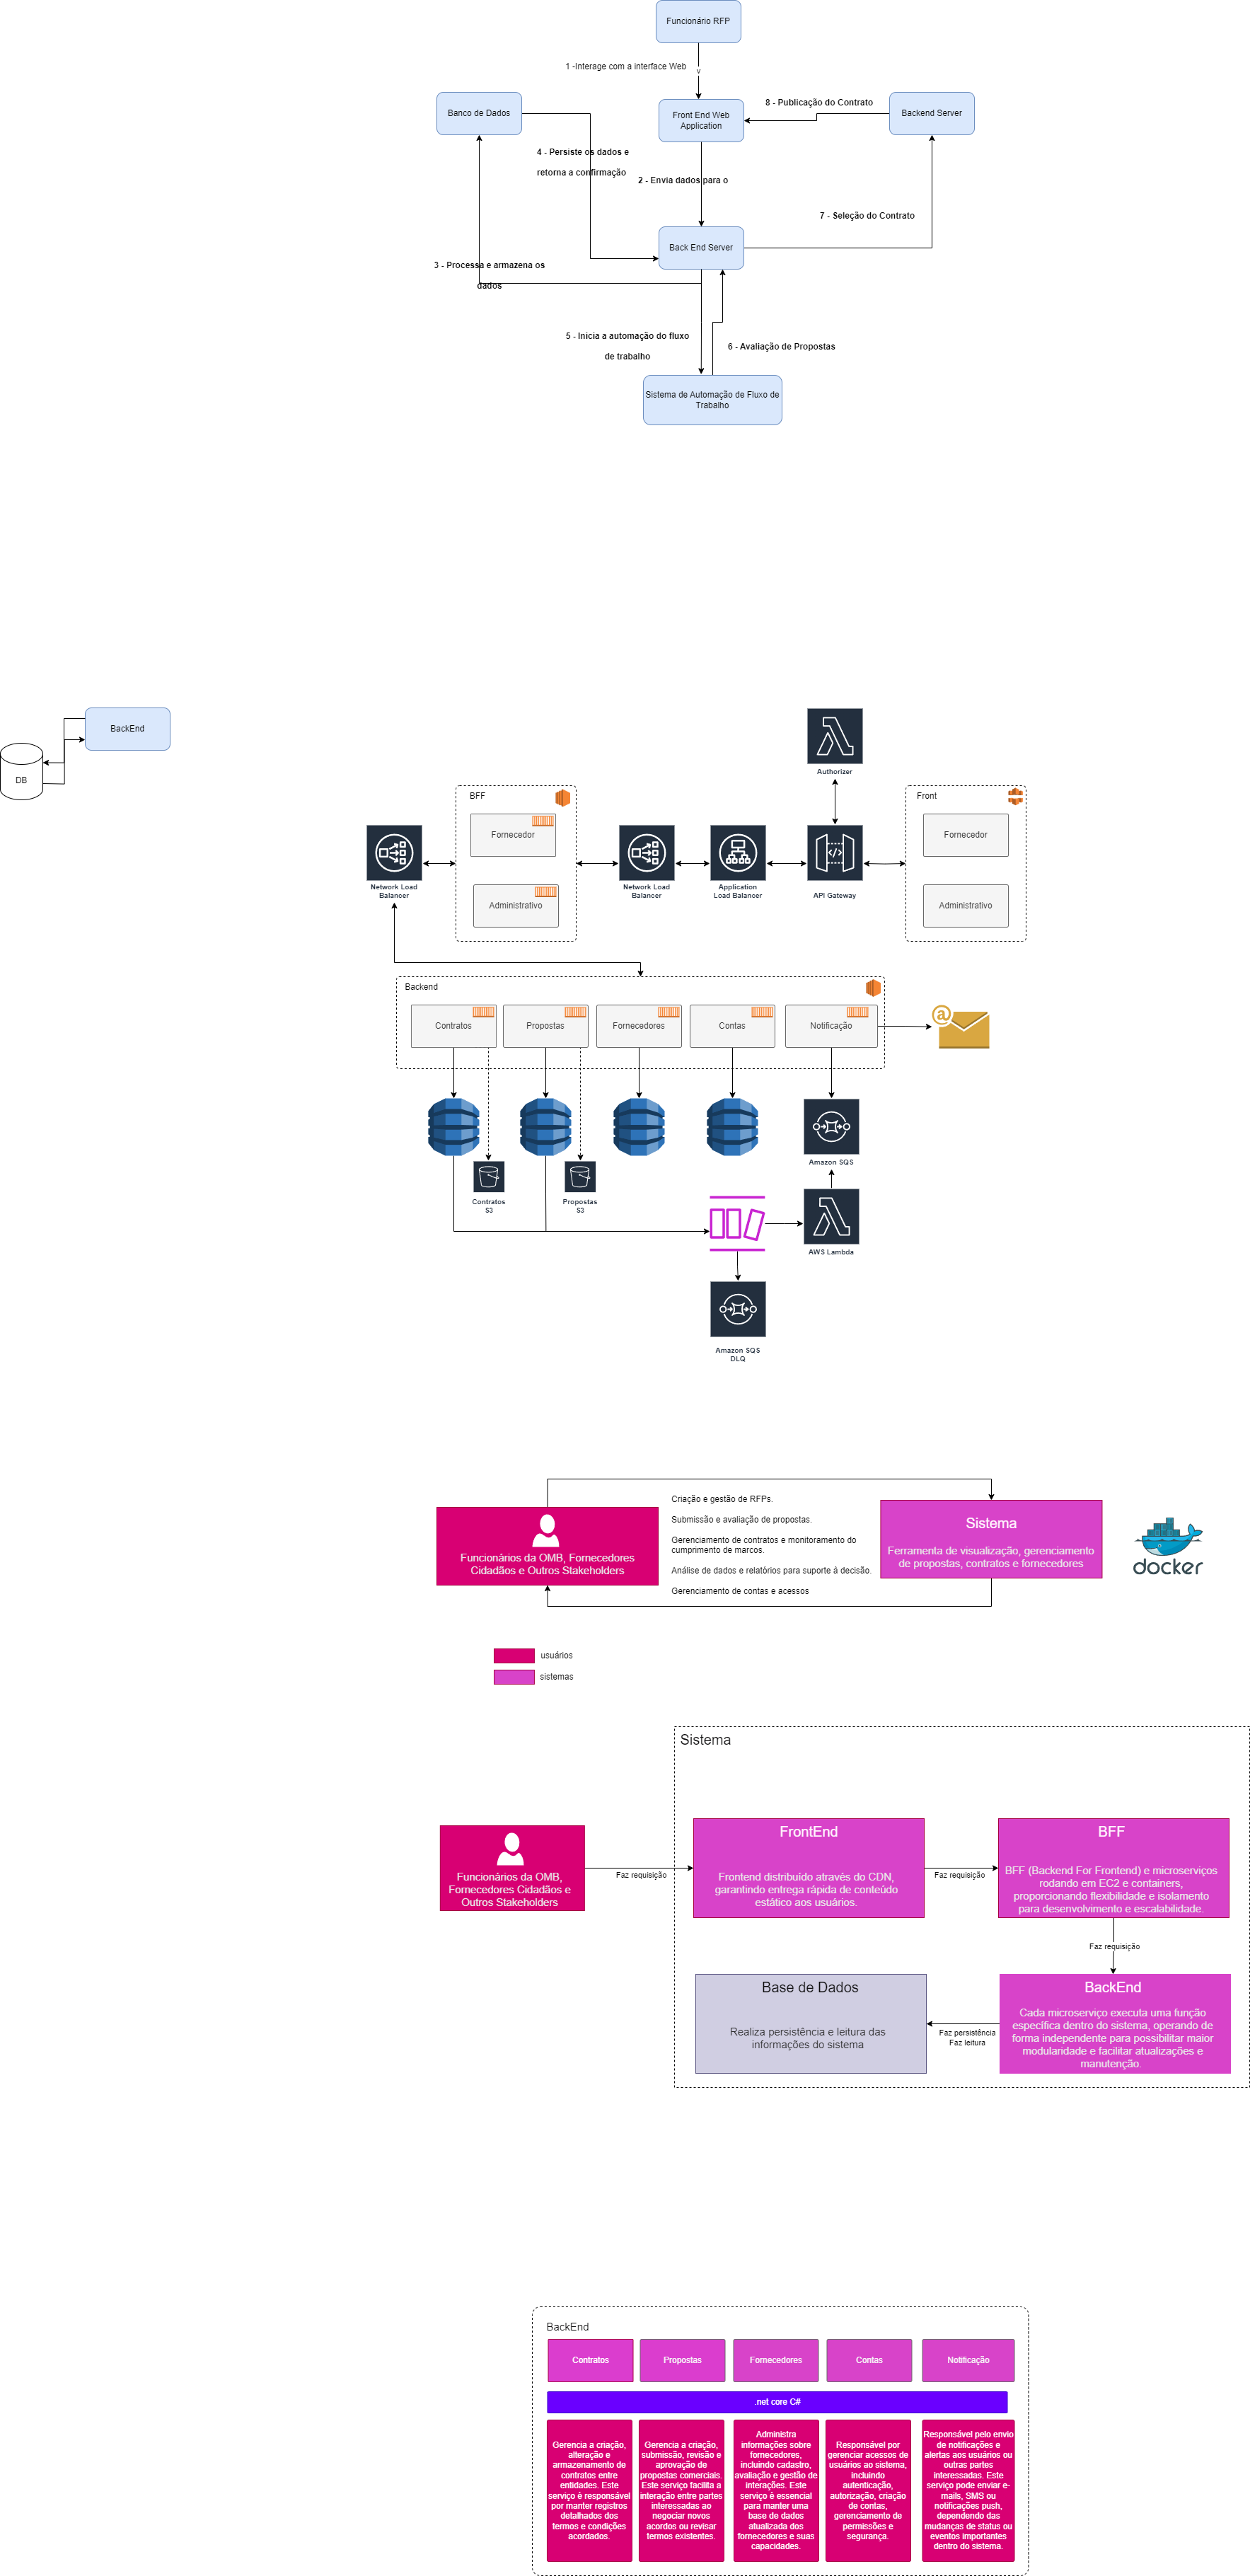 Funcionário RFP
1 -Interage com a interface Web
v
Banco de Dados
Front End Web
Application
8 - Publicação do Contrato
Backend Server
4 - Persiste os dados e
retorna a confirmação
2 - Envia dados para o
7 - Seleção do Contrato
Back End Server
3 - Processa e armazena os
dados
5 - Inicia a automação do fluxo
de trabalho
6 - Avaliação de Propostas
Sistema de Automação de Fluxo de
Trabalho
BackEnd
DB
Authorizer
BFF
Fornecedor
Administrativo
Front
Fornecedor
Administrativo
Network Load
Balancer
Network Load
Balancer
Application
Load Balancer
API Gateway
Backend
Contratos
Propostas
Fornecedores
Contas
Notificação
@
Amazon SQS
Contratos
S3
Propostas
S3
AWS Lambda
Amazon SQS
DLQ
Funcionários da OMB, Fornecedores
Cidadãos e Outros Stakeholders
Criação e gestão de RFPs.
Submissão e avaliação de propostas.
Gerenciamento de contratos e monitoramento do
cumprimento de marcos.
Análise de dados e relatórios para suporte á decisão.
Gerenciamento de contas e acessos
Sistema
Ferramenta de visualização, gerenciamento
de propostas, contratos e fornecedores
docker
usuários
sistemas
Sistema
Funcionários da OMB,
Fornecedores Cidadãos e
Outros Stakeholders
Faz requisição
FrontEnd
Frontend distribuído através do CDN,
garantindo entrega rápida de conteúdo
estático aos usuários.
Faz requisição
BFF
BFF (Backend For Frontend) e microserviços
rodando em EC2 e containers,
proporcionando flexibilidade e isolamento
para desenvolvimento e escalabilidade.
Faz requisição
Base de Dados
Realiza persistência e leitura das
informações do sistema
Faz persistência
Faz leitura
BackEnd
Cada microserviço executa uma função
específica dentro do sistema, operando de
forma independente para possibilitar maior
modularidade e facilitar atualizações e
manutenção.
BackEnd
Contratos
Propostas
Fornecedores
Contas
Notificação
.net core C#
Gerencia a criação,
alteração e
armazenamento de
contratos entre
entidades. Este
serviço é responsável
por manter registros
detalhados dos
termos e condições
acordados.
Gerencia a criação,
submissão, revisão e
aprovação de
propostas comerciais.
Este serviço facilita a
interação entre partes
interessadas ao
negociar novos
acordos ou revisar
termos existentes.
Administra
informações sobre
fornecedores,
incluindo cadastro,
avaliação e gestão de
interações. Este
serviço é essencial
para manter uma
base de dados
atualizada dos
fornecedores e suas
capacidades.
Responsável por
gerenciar acessos de
usuários ao sistema,
incluindo
autenticação,
autorização, criação
de contas,
gerenciamento de
permissões e
segurança.
Responsável pelo envio
de notificações e
alertas aos usuários ou
outras partes
interessadas. Este
serviço pode enviar e-
mails, SMS ou
notificações push,
dependendo das
mudanças de status ou
eventos importantes
dentro do sistema.